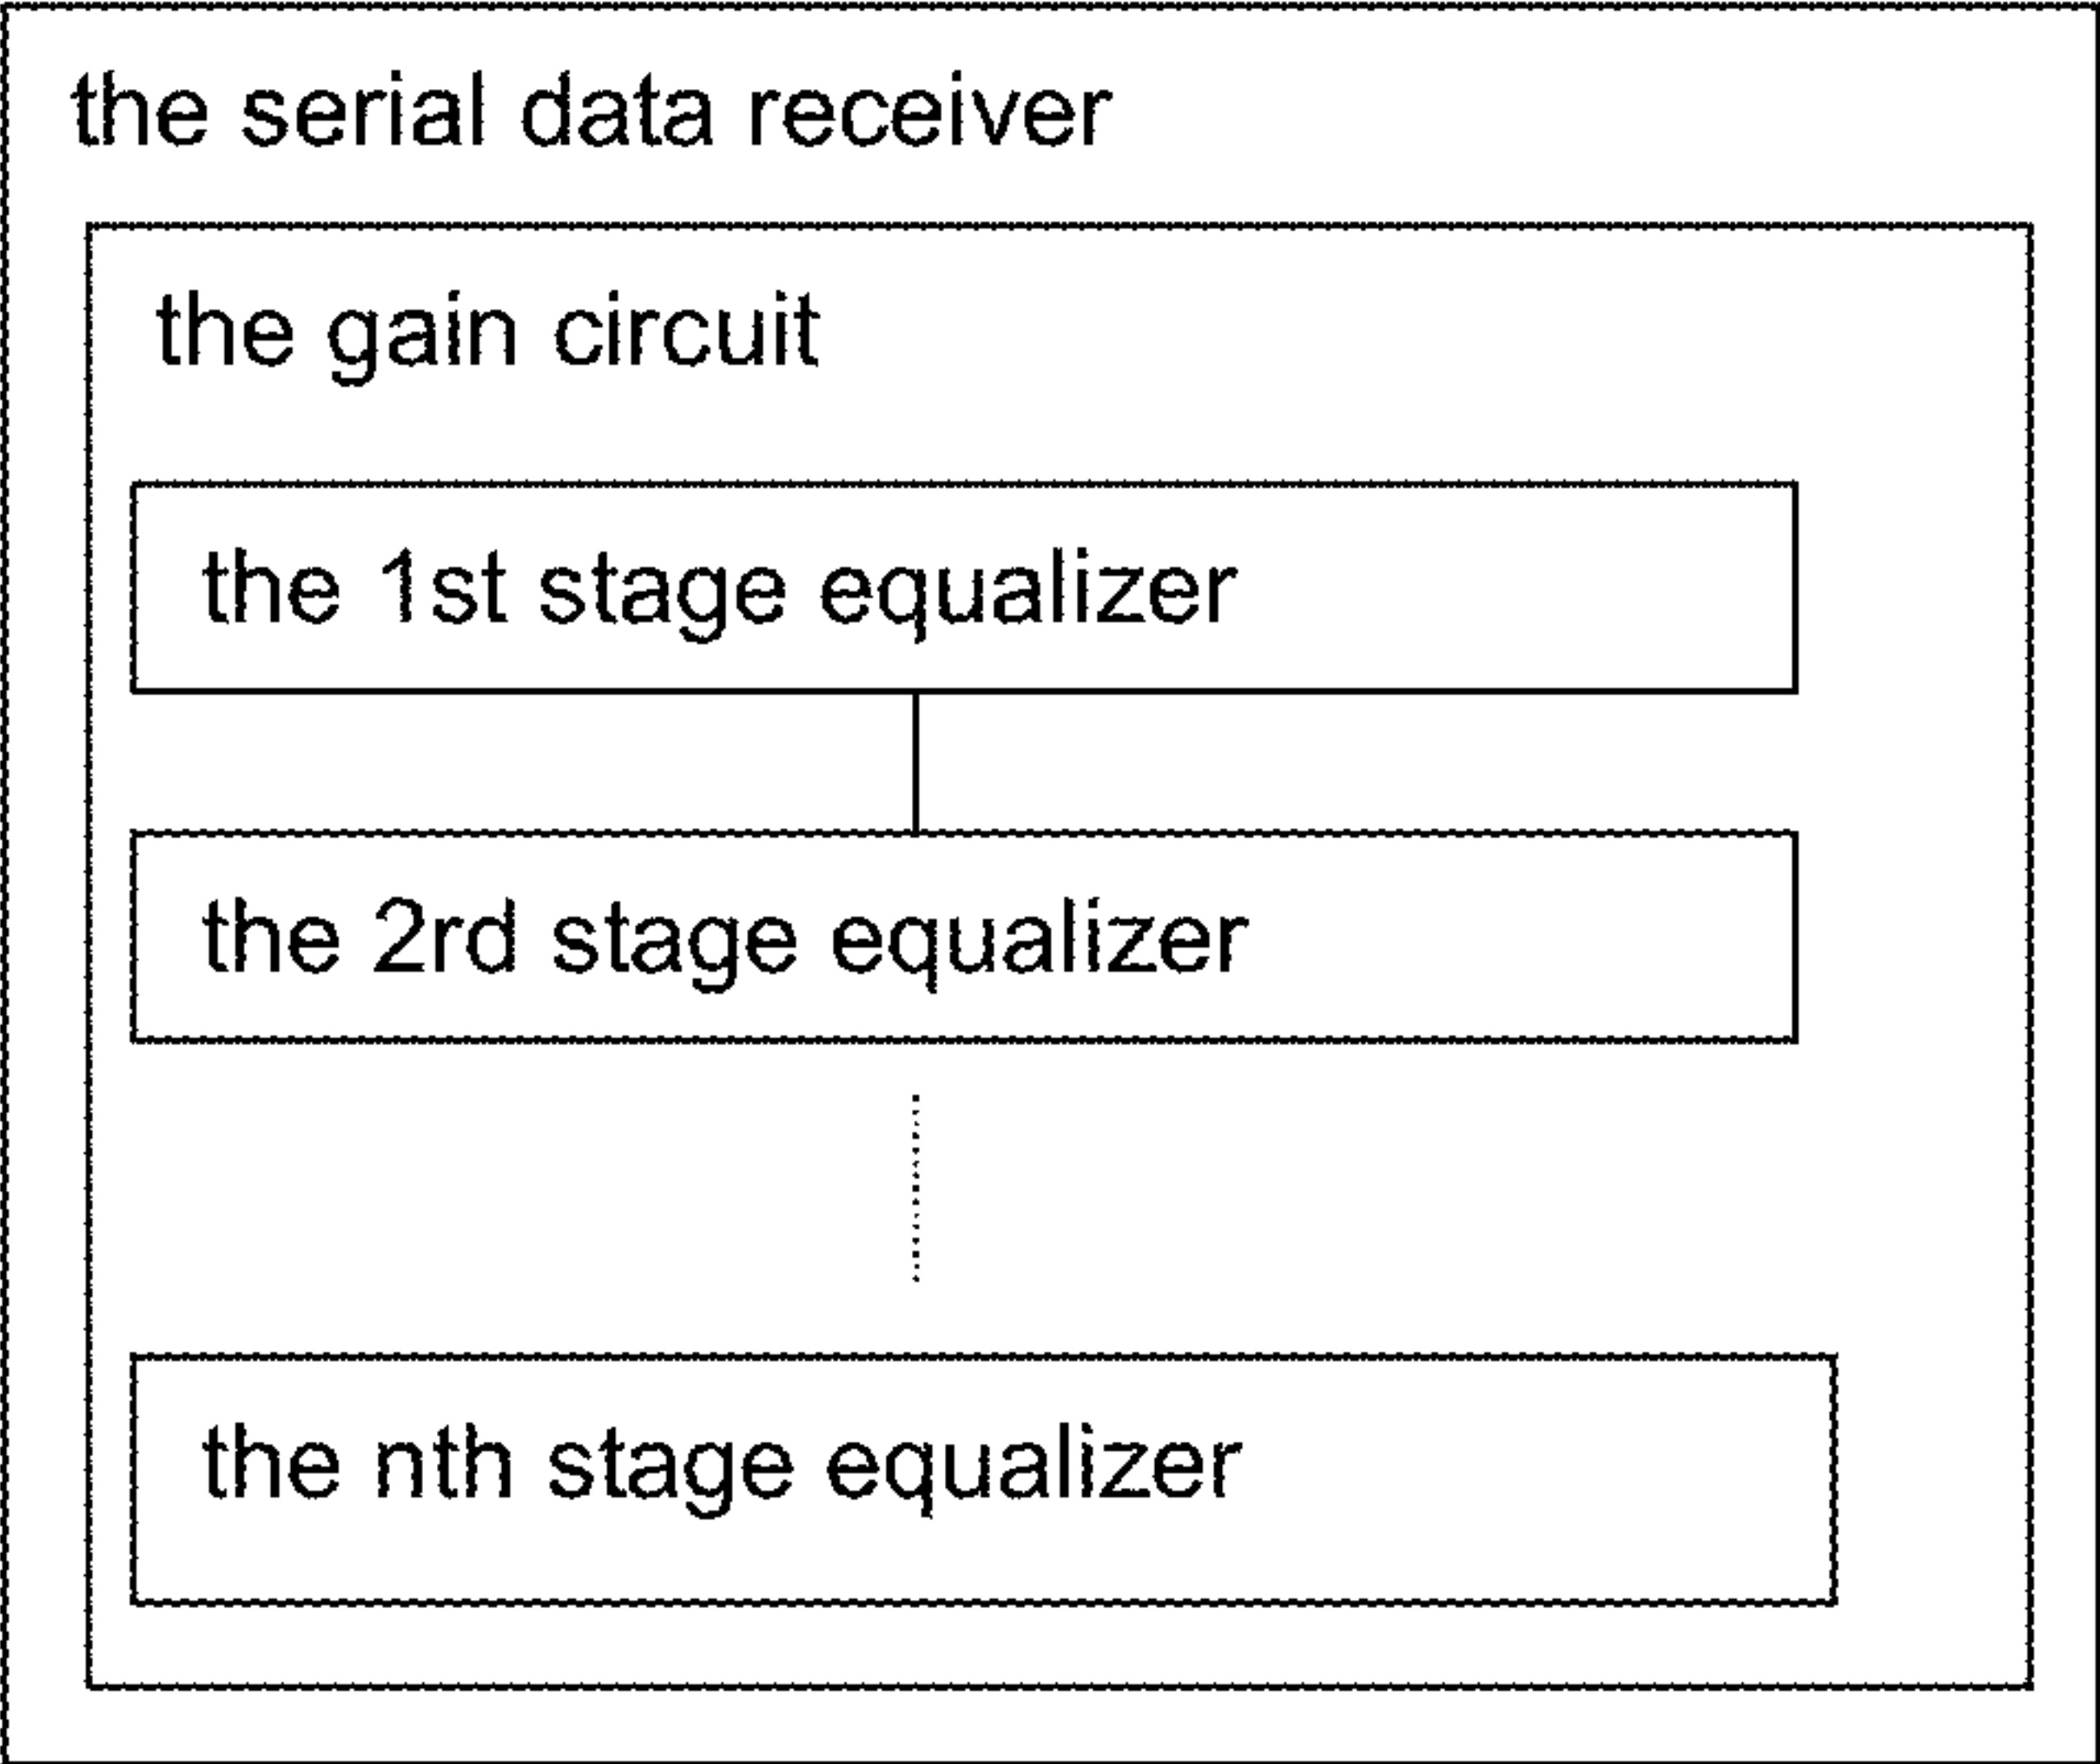 the serial data receiver
the gain circuit
the 1st stage equalizer
the 2rd stage equalizer
the nth stage equalizer